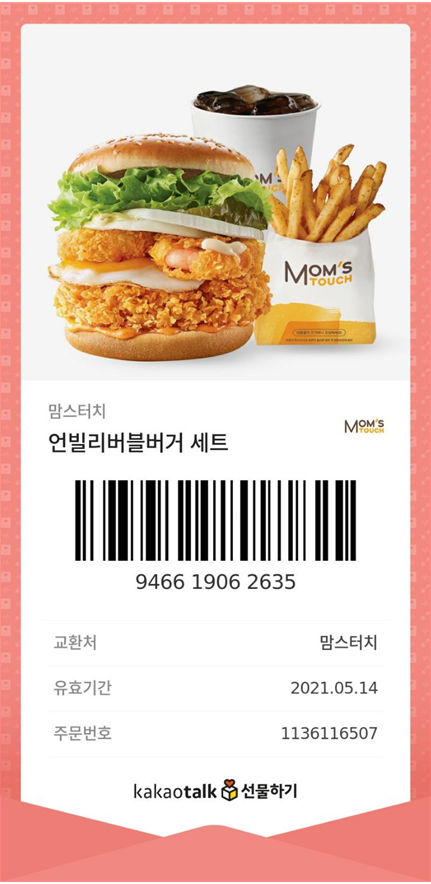 MOM'S
TOUCH
맘스터치
언빌리버블버거 세트
MOM'S
TOUCH
9466 1906 2635
교환처 맘스터치
유효기간 2021.05.14
주문번호 1136116507
kakaotalk 선물하기